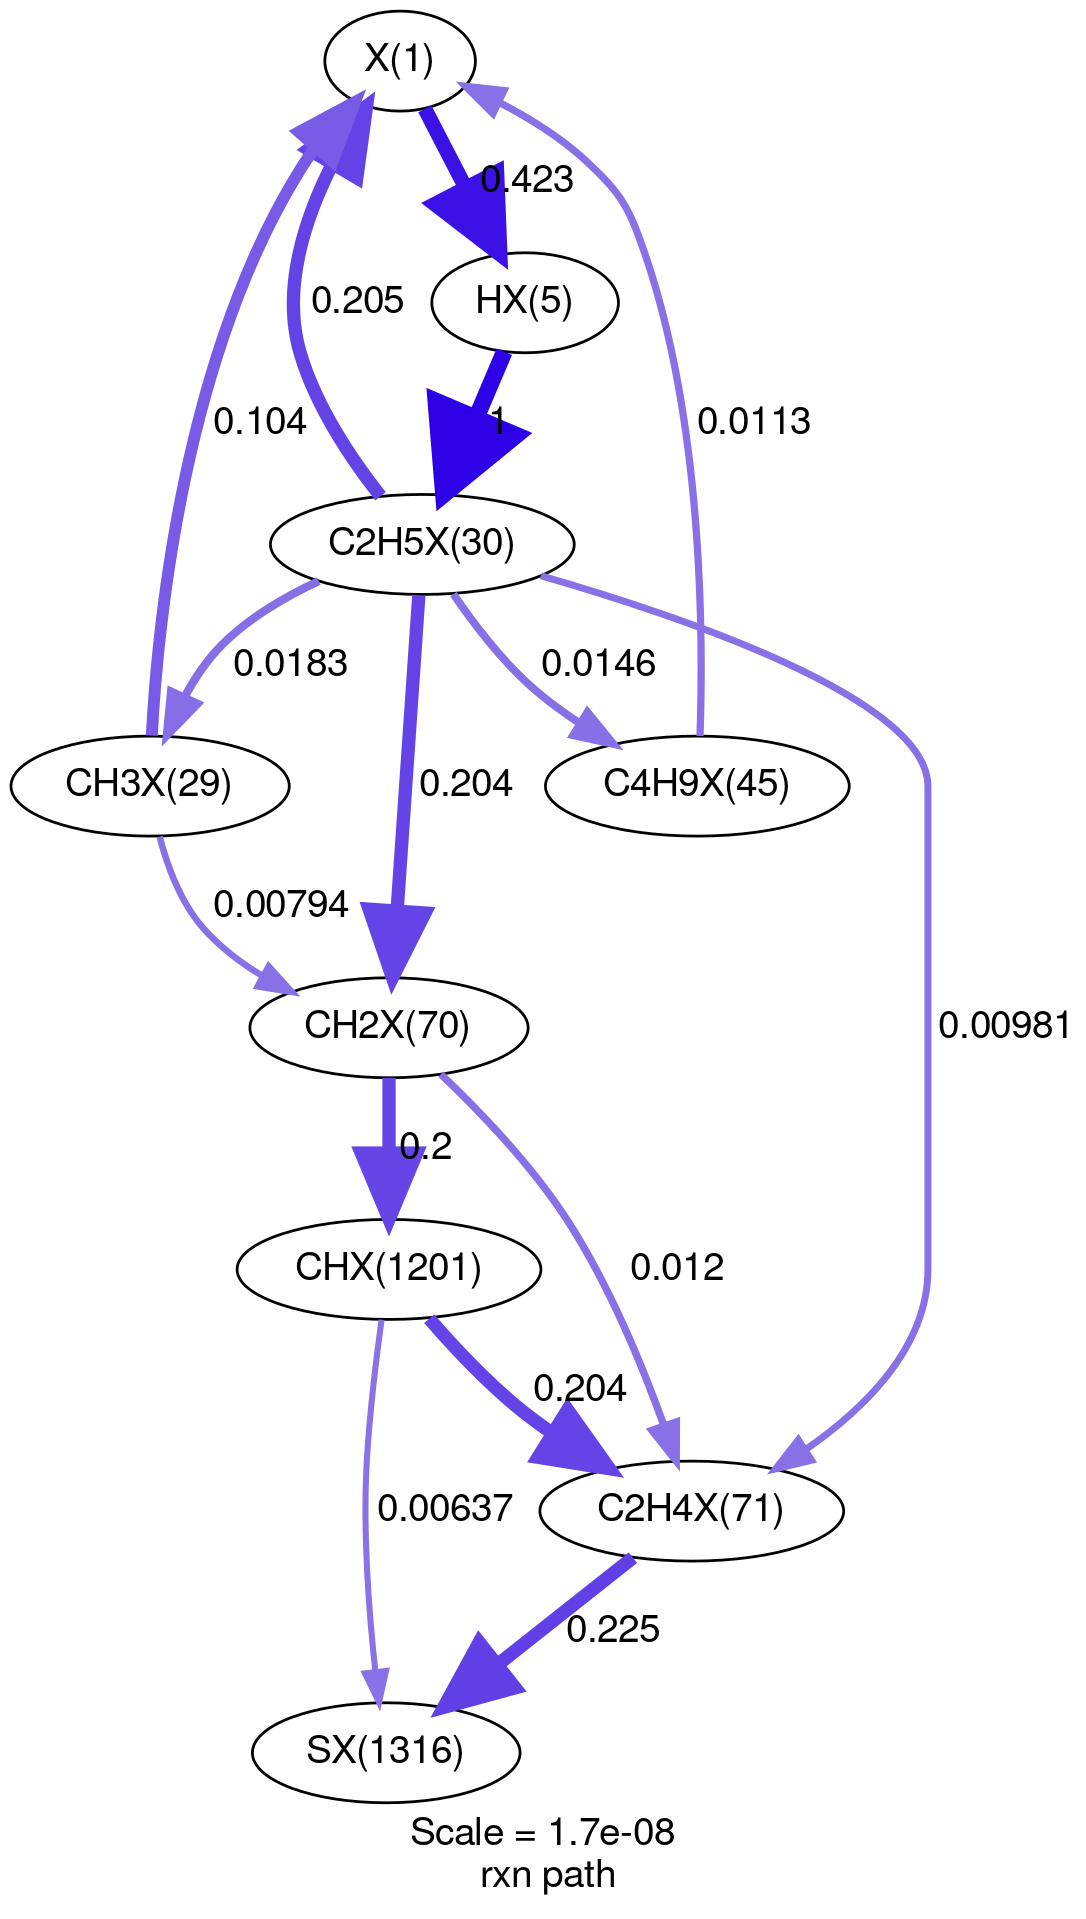 X(1)
0.423
HX(5)
0.205
0.104
1
0.0113
C2H5X(30)
0.0183
0.0146
CH3X(29)
0.204
C4H9X(45)
0.00794
CH2X(70)
0.00981
0.2
CHX(1201)
0.012
0.204
0.00637
C2H4X(71)
0.225
SX(1316)
Scale = 1.7e-08
rxn path